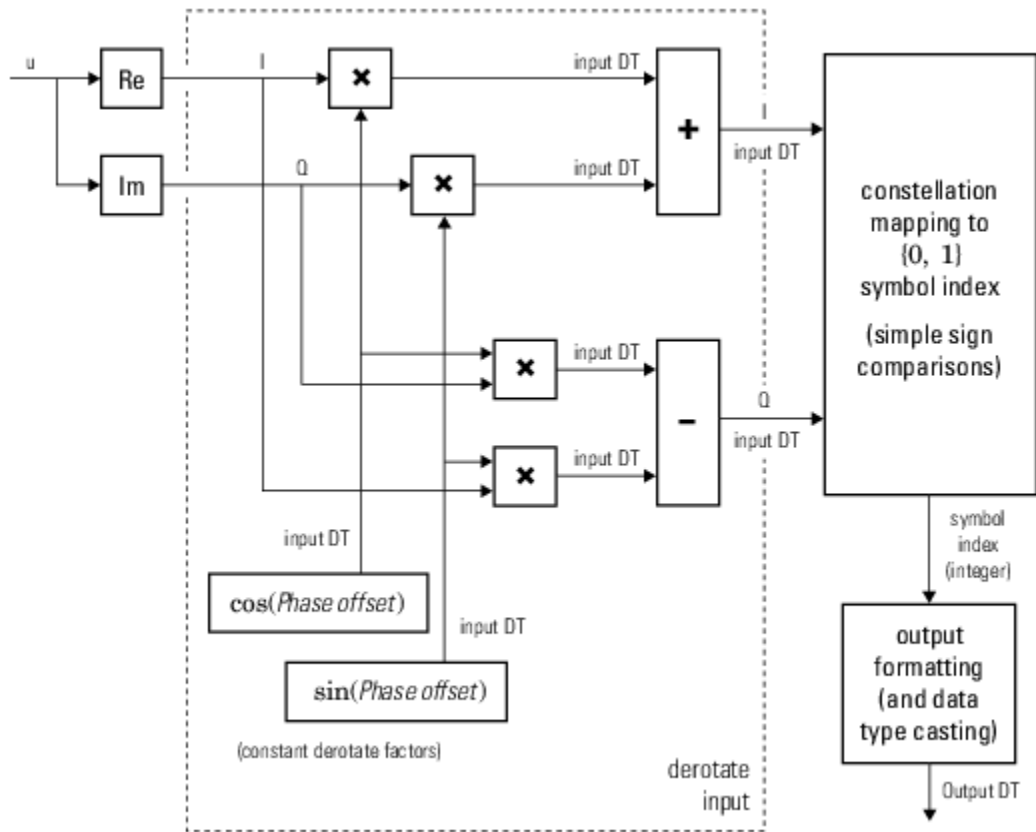 u
Re
I
×
input DT
+
I
input DT
Im
Q
×
input DT
constellation
mapping to
{0, 1}
symbol index
(simple sign
comparisons)
×
input DT
–
Q
input DT
×
input DT
input DT
cos(Phase offset)
input DT
sin(Phase offset)
(constant derotate factors)
derotate
input
symbol
index
(integer)
output
formatting
(and data
type casting)
Output DT